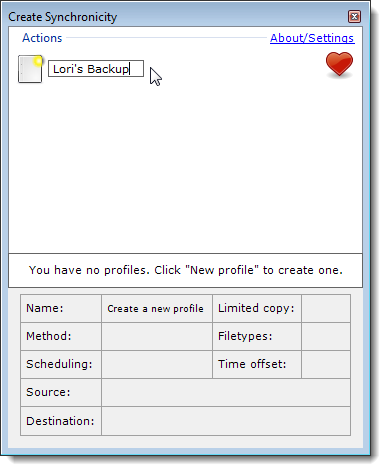 Create Synchronicity
Actions
About/Settings
Lori's Backup
You have no profiles. Click "New profile" to create one.
Name: Create a new profile Limited copy:
Method: Filetypes:
Scheduling: Time offset:
Source:
Destination: